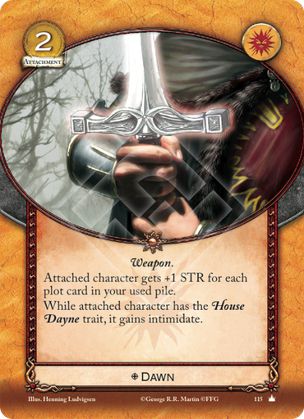 2
ATTACHMENT
Weapon.
Attached character gets +1 STR for each
plot card in your used pile.
While attached character has the House
Dayne trait, it gains intimidate.
DAWN
Illus. Henning Ludvigsen ©George R.R. Martin ©FFG 115